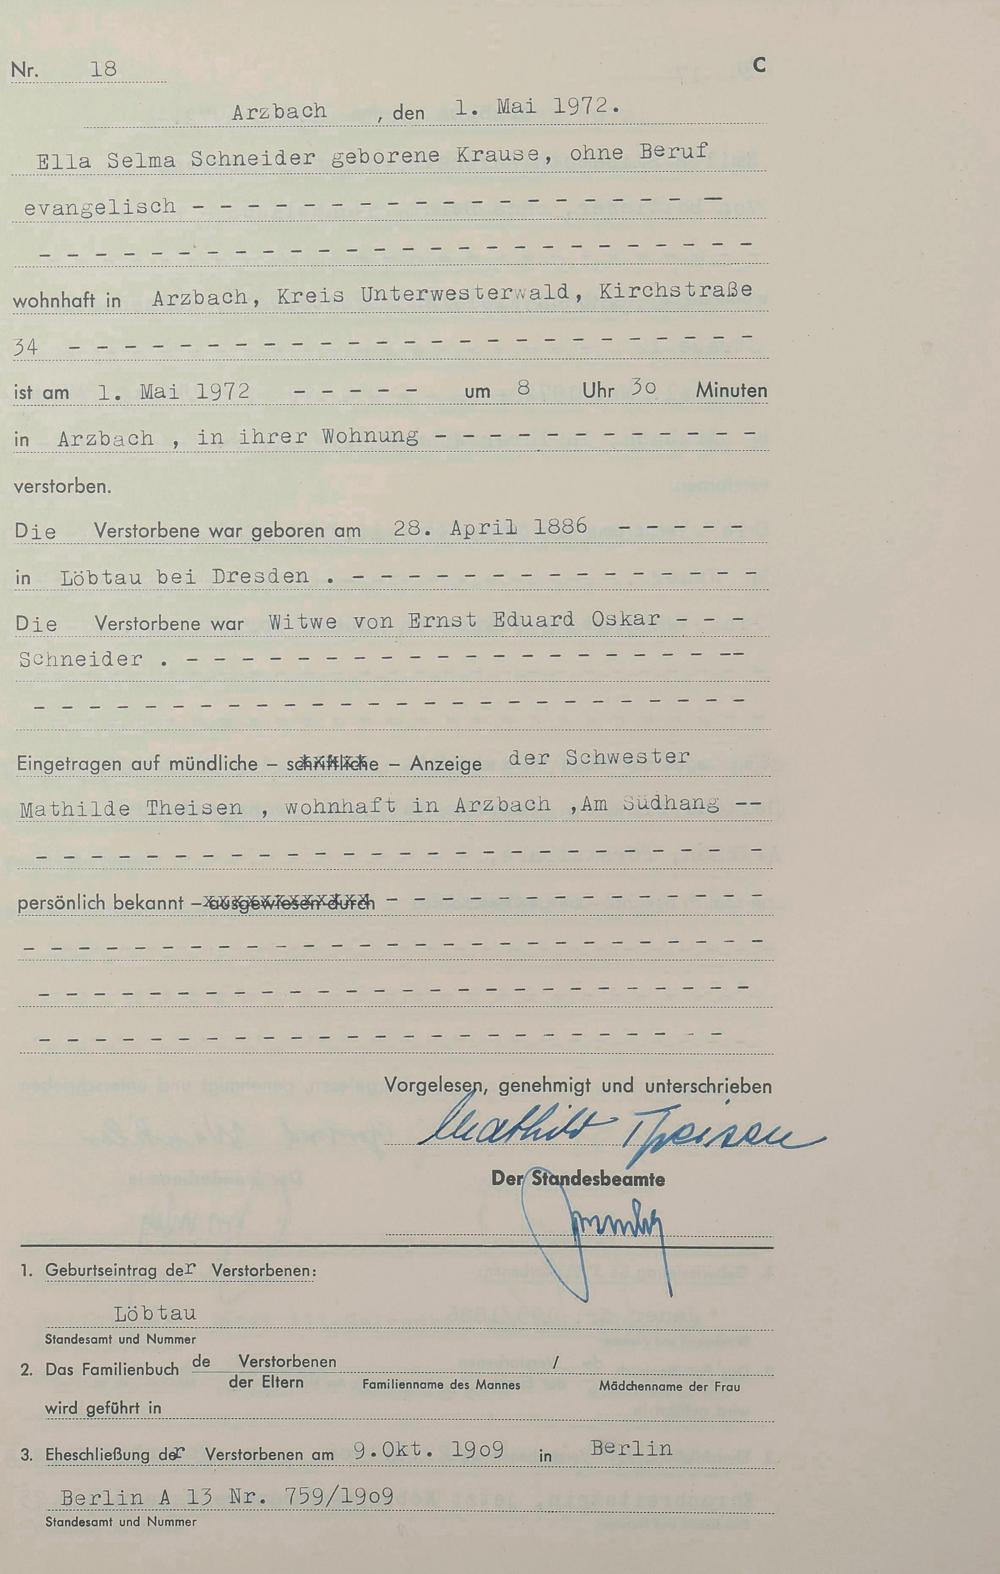 Nr. 18 C
Arzbach , den 1. Mai 1972.
Ella Selma Schneider geborene Krause, ohne Beruf
evangelisch - - - - - - - - - - - - - - - - - - - -
- - - - - - - - - - - - - - - - - - - - - - - - - -
wohnhaft in Arzbach, Kreis Unterwesterwald, Kirchstraße
34 - - - - - - - - - - - - - - - - - - - - - - - - -
ist am 1. Mai 1972 - - - - - um 8 Uhr 30 Minuten
in Arzbach , in ihrer Wohnung - - - - - - - - - - - -
verstorben.
Die Verstorbene war geboren am 28. April 1886 - - - - -
in Löbtau bei Dresden . - - - - - - - - - - - - - - -
Die Verstorbene war Witwe von Ernst Eduard Oskar - - -
Schneider . - - - - - - - - - - - - - - - - - - - - --
- - - - - - - - - - - - - - - - - - - - - - - - - -
Eingetragen auf mündliche – schriftliche – Anzeige der Schwester
Mathilde Theisen , wohnhaft in Arzbach ,Am Südhang --
- - - - - - - - - - - - - - - - - - - - - - - - - -
persönlich bekannt – ausgewiesen durch - - - - - - - - - - - - - -
- - - - - - - - - - - - - - - - - - - - - - - - - - -
- - - - - - - - - - - - - - - - - - - - - - - - - -
- - - - - - - - - - - - - - - - - - - - - - - - -
Vorgelesen, genehmigt und unterschrieben
Mathilde Theisen
Der Standesbeamte
1. Geburtseintrag der Verstorbenen:
Löbtau
Standesamt und Nummer
2. Das Familienbuch de Verstorbenen /
der Eltern Familienname des Mannes Mädchenname der Frau
wird geführt in
3. Eheschließung der Verstorbenen am 9.Okt. 1909 in Berlin
Berlin A 13 Nr. 759/1909
Standesamt und Nummer